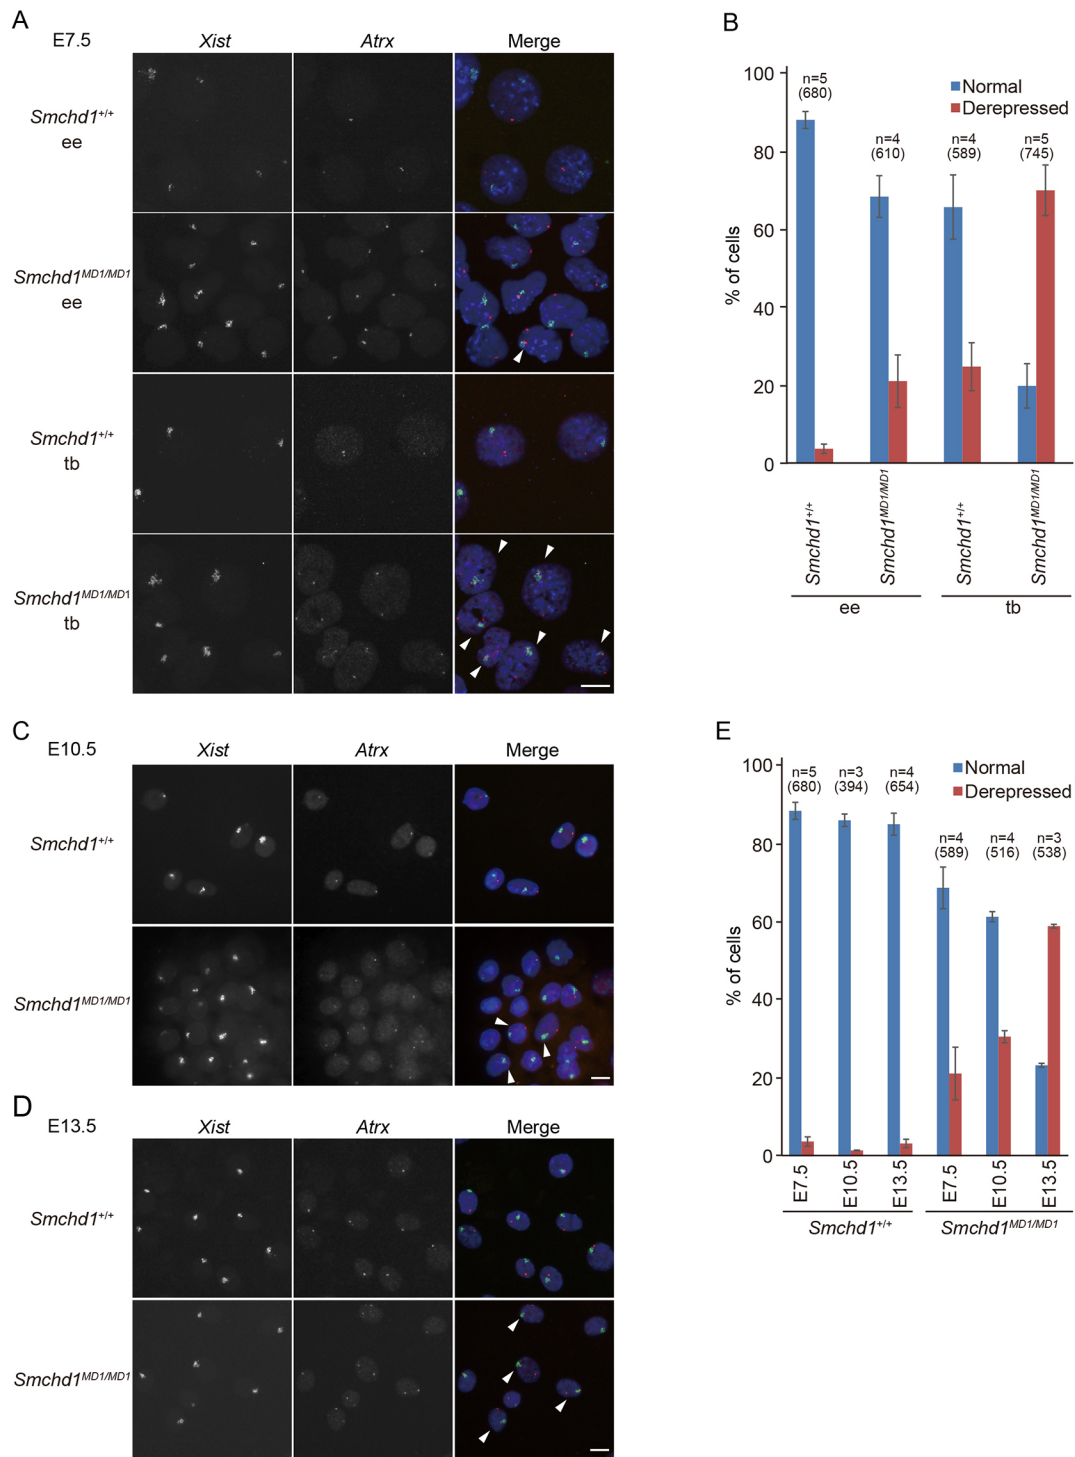 A
E7.5
Xist
Atrx
Merge
Smchd1+/+
ee
Smchd1MD1/MD1
ee
Smchd1+/+
tb
Smchd1MD1/MD1
tb
B
100
80
60
40
20
0
% of cells
Normal
Derepressed
n=5
(680)
n=4
(610)
n=4
(589)
n=5
(745)
Smchd1+/+
Smchd1MD1/MD1
Smchd1+/+
Smchd1MD1/MD1
ee
tb
C
E10.5
Xist
Atrx
Merge
Smchd1+/+
Smchd1MD1/MD1
D
E13.5
Xist
Atrx
Merge
Smchd1+/+
Smchd1MD1/MD1
E
100
80
60
40
20
0
% of cells
Normal
Derepressed
n=5
(680)
n=3
(394)
n=4
(654)
n=4
(589)
n=4
(516)
n=3
(538)
E7.5
E10.5
E13.5
E7.5
E10.5
E13.5
Smchd1+/+
Smchd1MD1/MD1